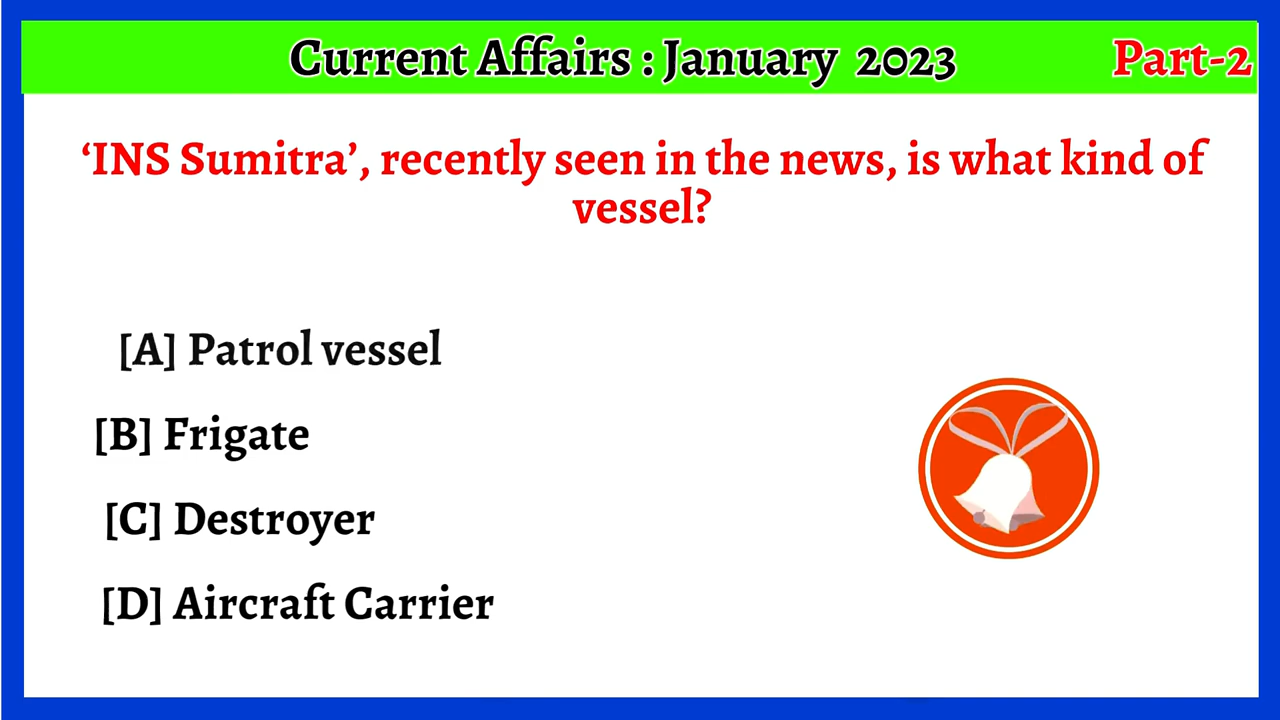 Current Affairs : January 2023
Part-2
‘INS Sumitra’, recently seen in the news, is what kind of
vessel?
[A] Patrol vessel
[B] Frigate
[C] Destroyer
[D] Aircraft Carrier